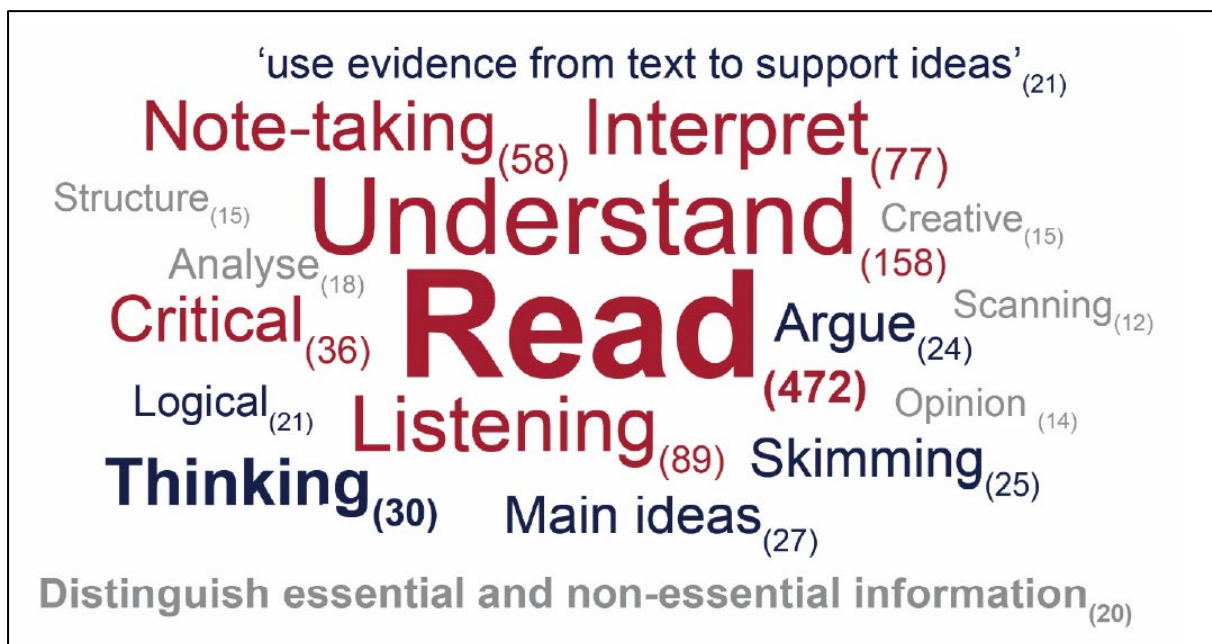 ‘use evidence from text to support ideas’(21)
Note-taking(58) Interpret(77)
Structure(15) Understand(158) Creative(15)
Analyse(18)
Critical(36) Read(472) Argue(24) Scanning(12)
Logical(21) Listening(89) Opinion (14)
Thinking(30) Main ideas(27) Skimming(25)
Distinguish essential and non-essential information(20)